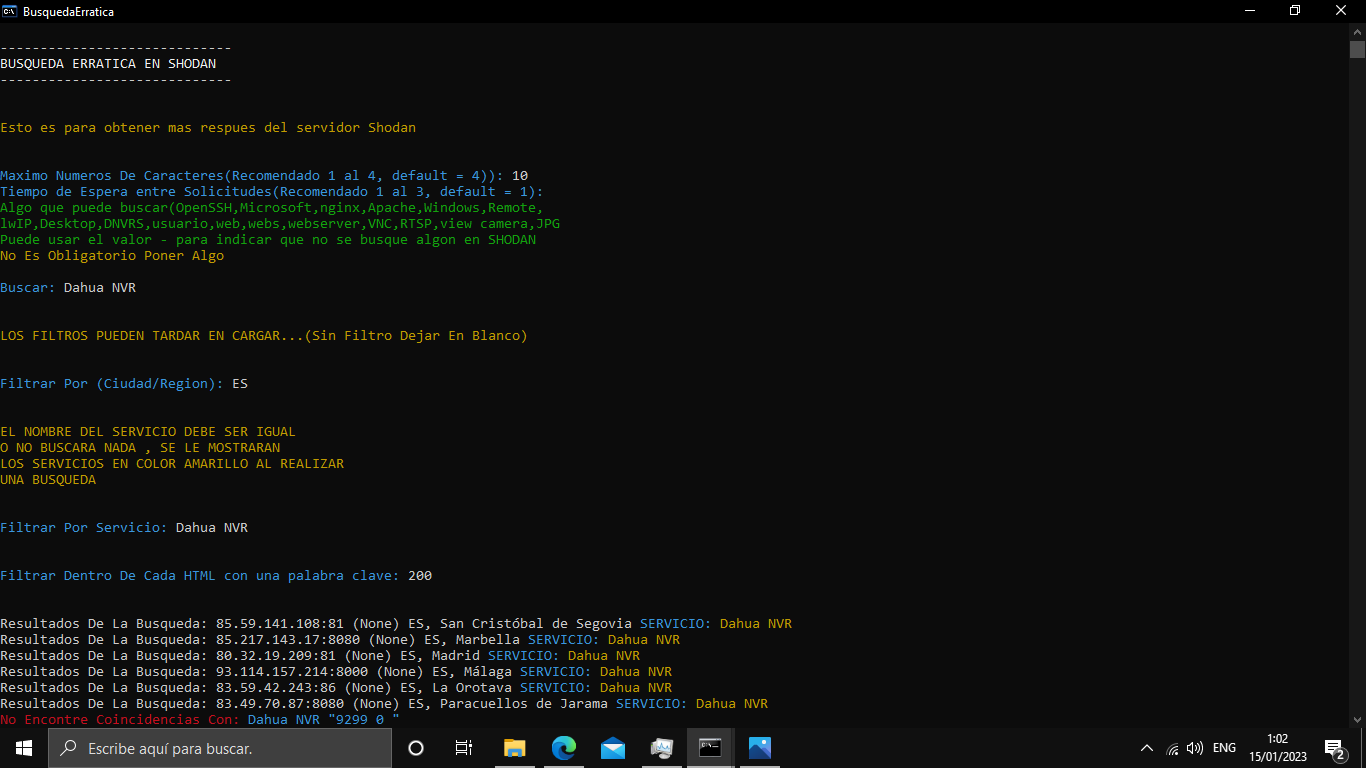 BusquedaErratica
-----------------------------
BUSQUEDA ERRATICA EN SHODAN
-----------------------------
Esto es para obtener mas respues del servidor Shodan
Maximo Numeros De Caracteres(Recomendado 1 al 4, default = 4)): 10
Tiempo de Espera entre Solicitudes(Recomendado 1 al 3, default = 1):
Algo que puede buscar(OpenSSH,Microsoft,nginx,Apache,Windows,Remote,
lwIP,Desktop,DNVRS,usuario,web,webs,webserver,VNC,RTSP,view camera,JPG
Puede usar el valor - para indicar que no se busque algon en SHODAN
No Es Obligatorio Poner Algo
Buscar: Dahua NVR
LOS FILTROS PUEDEN TARDAR EN CARGAR...(Sin Filtro Dejar En Blanco)
Filtrar Por (Ciudad/Region): ES
EL NOMBRE DEL SERVICIO DEBE SER IGUAL
O NO BUSCARA NADA , SE LE MOSTRARAN
LOS SERVICIOS EN COLOR AMARILLO AL REALIZAR
UNA BUSQUEDA
Filtrar Por Servicio: Dahua NVR
Filtrar Dentro De Cada HTML con una palabra clave: 200
Resultados De La Busqueda: 85.59.141.108:81 (None) ES, San Cristóbal de Segovia SERVICIO: Dahua NVR
Resultados De La Busqueda: 85.217.143.17:8080 (None) ES, Marbella SERVICIO: Dahua NVR
Resultados De La Busqueda: 80.32.19.209:81 (None) ES, Madrid SERVICIO: Dahua NVR
Resultados De La Busqueda: 93.114.157.214:8000 (None) ES, Málaga SERVICIO: Dahua NVR
Resultados De La Busqueda: 83.59.42.243:86 (None) ES, La Orotava SERVICIO: Dahua NVR
Resultados De La Busqueda: 83.49.70.87:8080 (None) ES, Paracuellos de Jarama SERVICIO: Dahua NVR
No Encontre Coincidencias Con: Dahua NVR "9299 0 "
Escribe aquí para buscar.
ENG
1:02
15/01/2023
2